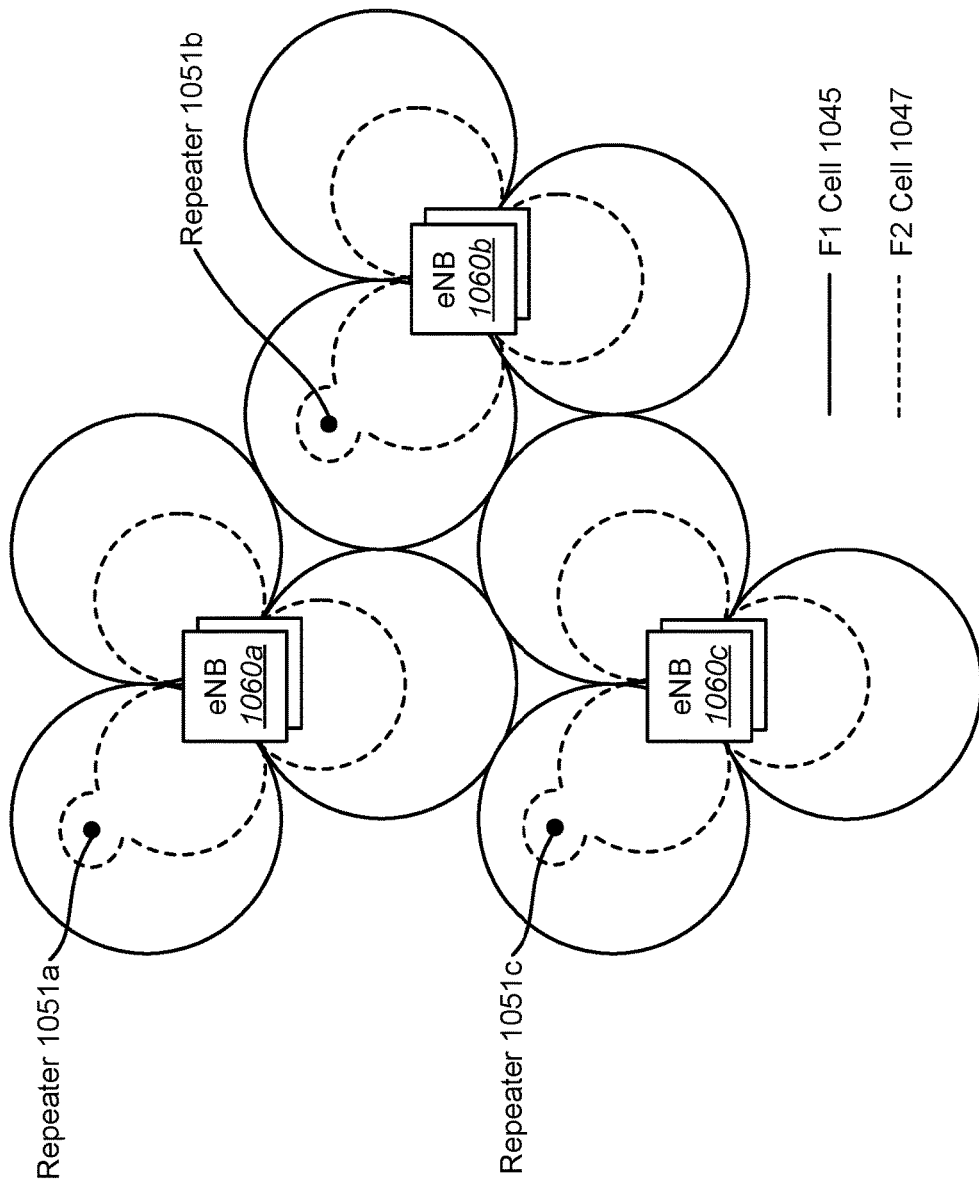 Repeater 1051a
Repeater 1051b
Repeater 1051c
eNB
1060a
eNB
1060b
eNB
1060c
F1 Cell 1045
F2 Cell 1047